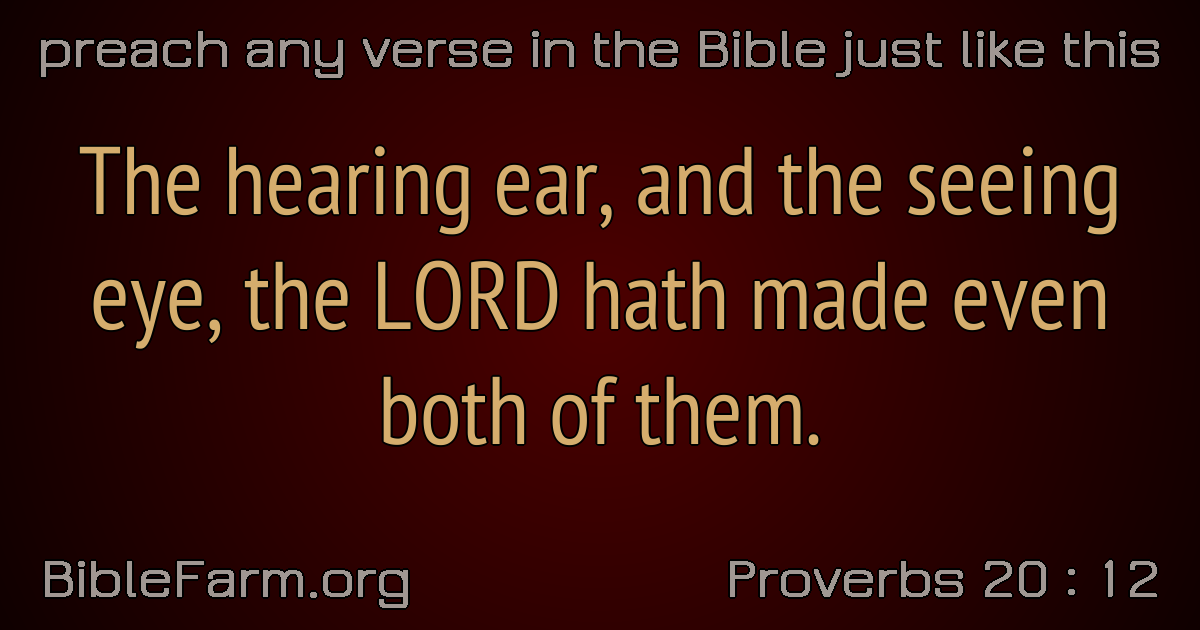 preach any verse in the Bible just like this
The hearing ear, and the seeing
eye, the LORD hath made even
both of them.
BibleFarm.org
Proverbs 20 : 12